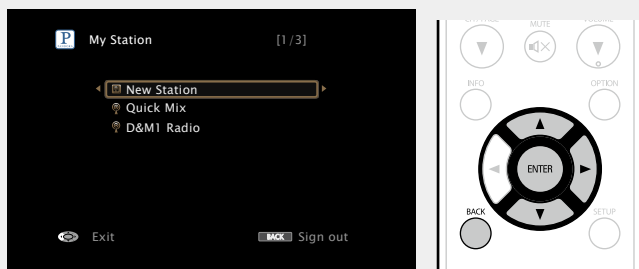 P
My Station [1/3]
New Station
Quick Mix
D&M1 Radio
Exit
BACK Sign out
MUTE
INFO
OPTION
ENTER
BACK
SETUP